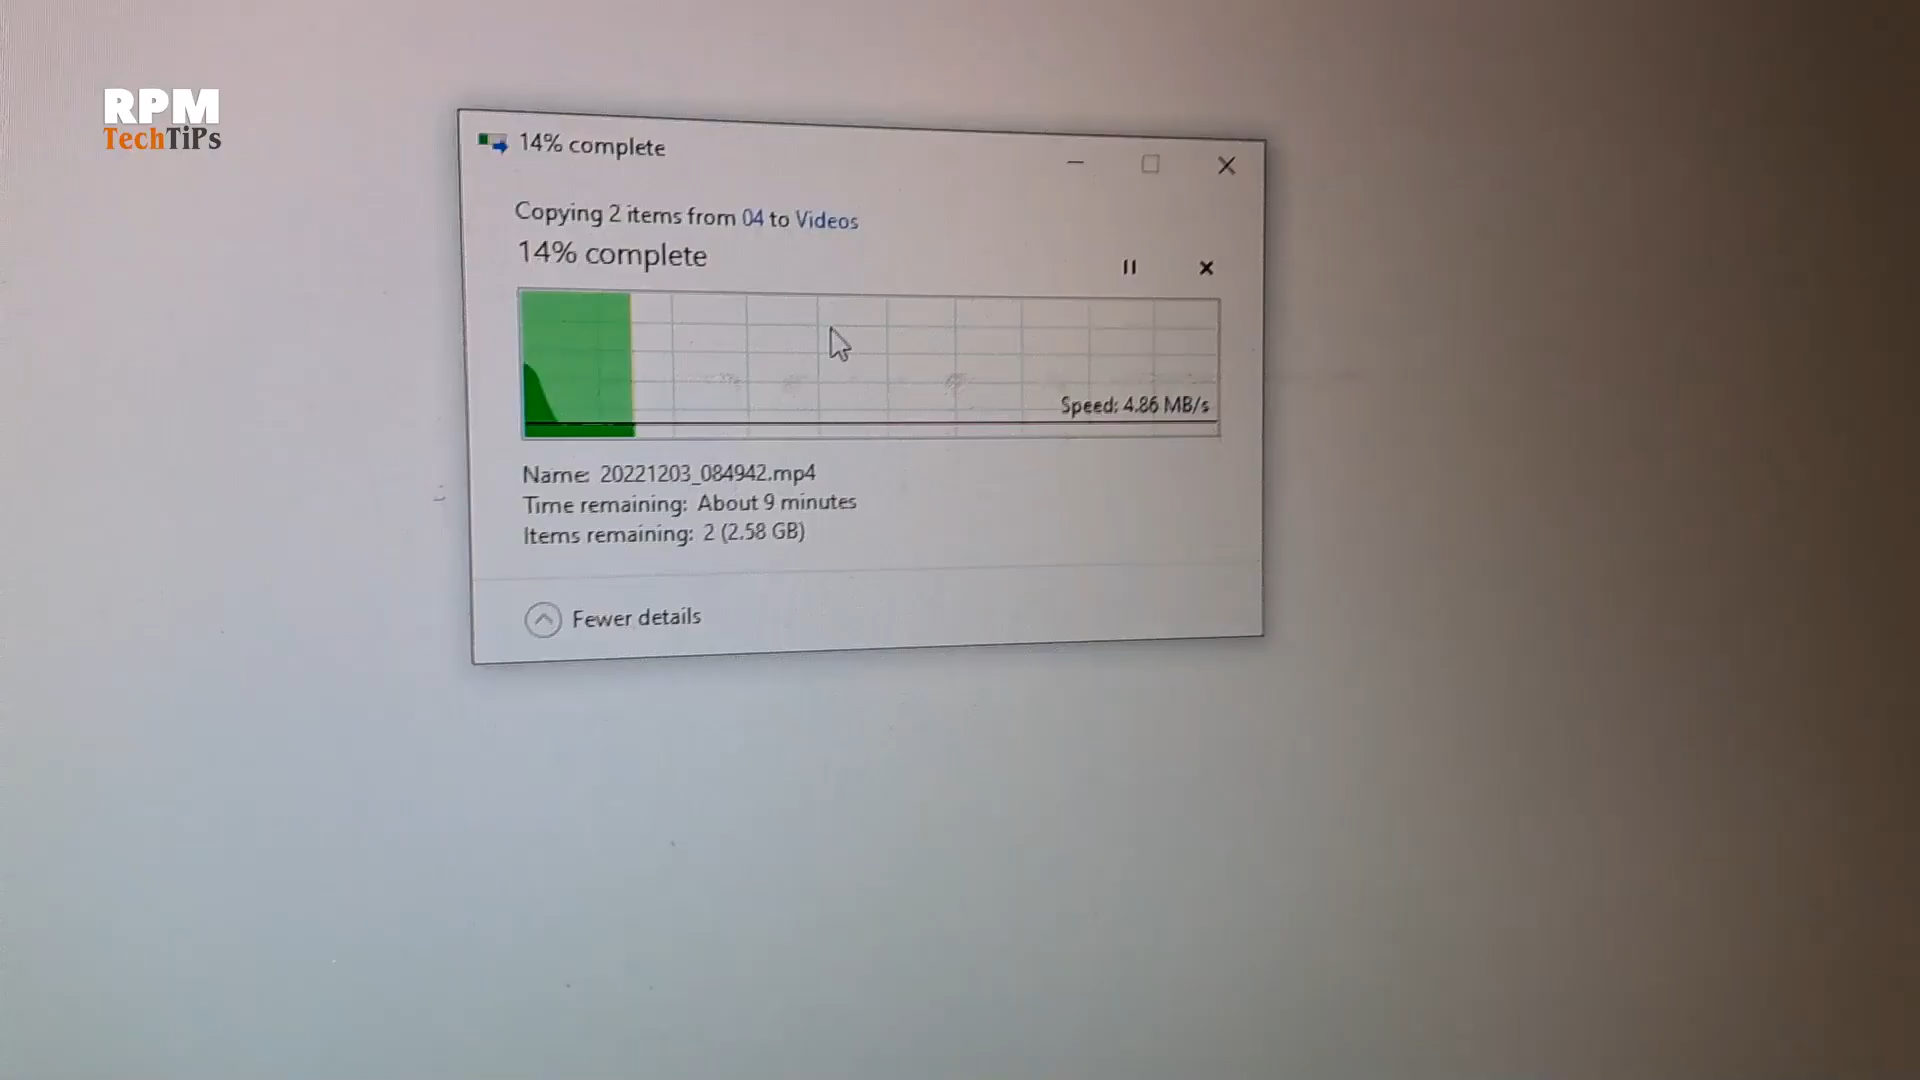 RPM
TechTiPs
14% complete
Copying 2 items from 04 to Videos
14% complete
Speed: 4.86 MB/s
Name: 20221203_084942.mp4
Time remaining: About 9 minutes
Items remaining: 2 (2.58 GB)
Fewer details